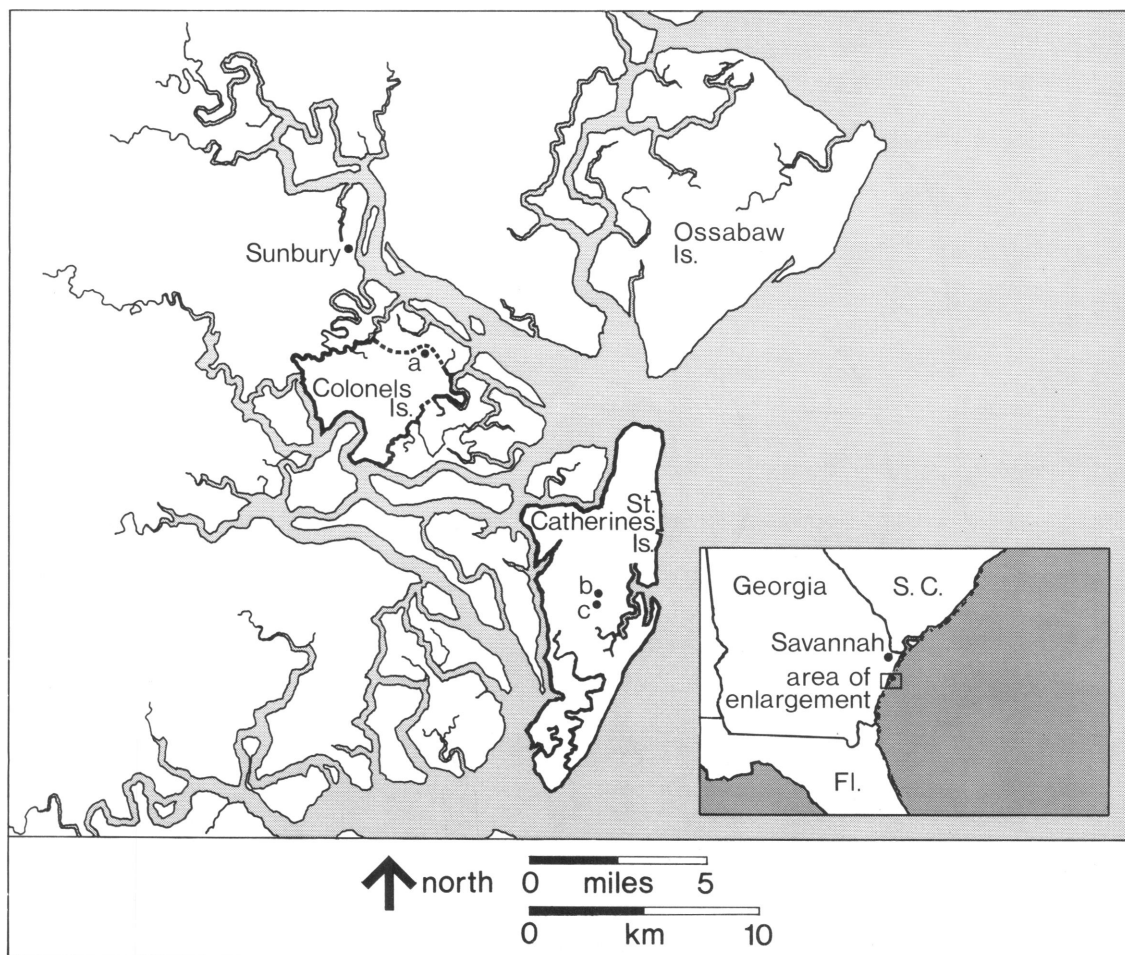 Ossabaw
Is.
Sunbury
a
Colonels
Is.
St.
Catherines
Is.
b
c
Georgia
S. C.
Savannah
area of
enlargement
Fl.
north
0 miles 5
0 km 10